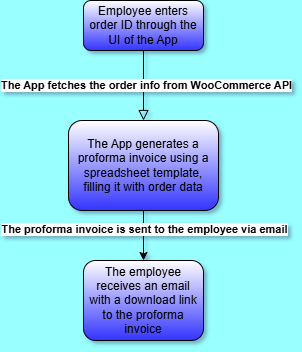 Employee enters
order ID through the
UI of the App
The App fetches the order info from WooCommerce API
The App generates a
proforma invoice using a
spreadsheet template,
filling it with order data
The proforma invoice is sent to the employee via email
The employee
receives an email
with a download link
to the proforma
invoice